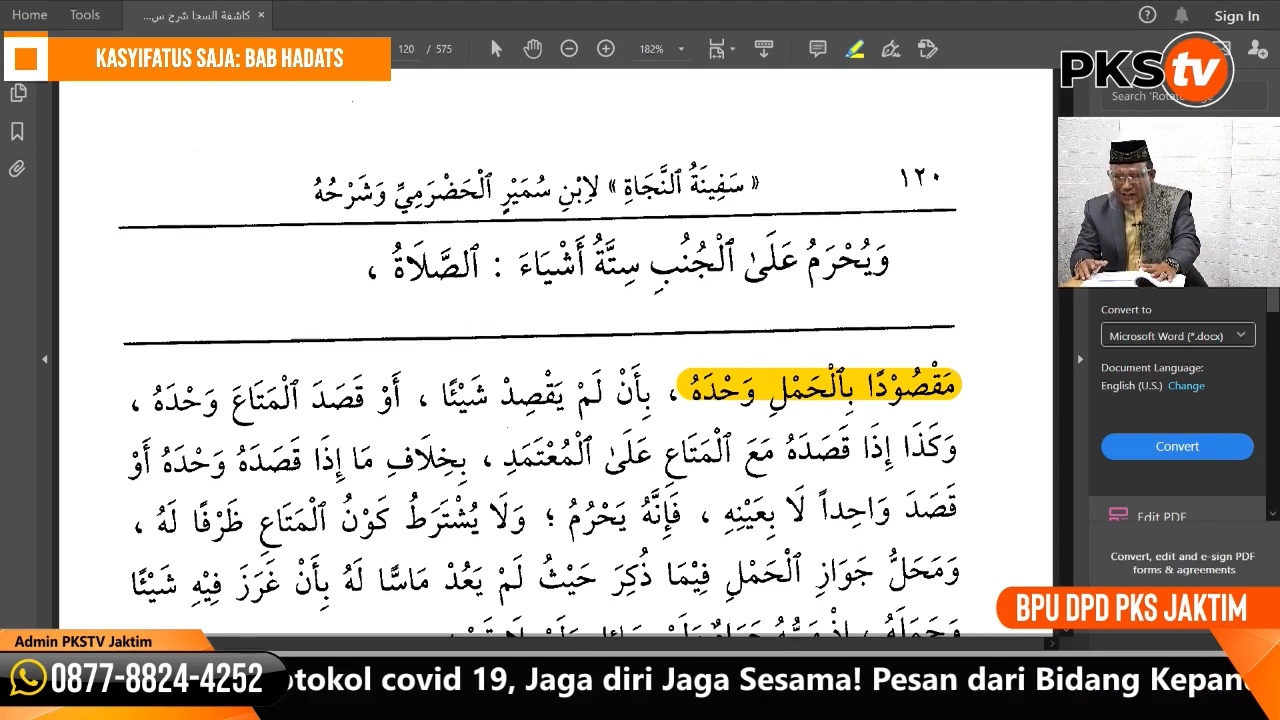 Home
Tools
كاشفة السجا شرح س...
×
Sign In
KASYIFATUS SAJA: BAB HADATS
120 / 575
182%
PKStv
١٢٠
« سَفِينَةُ ٱلنَّجَاةِ » لِابْنِ سُمَيْرٍ ٱلْحَضْرَمِيِّ وَشَرْحُهُ
وَيُحْرَمُ عَلَىٰ ٱلْجُنُبِ سِتَّةُ أَشْيَاءَ : ٱلصَّلَاةُ ،
مَقْصُوْدًا بِٱلْحَمْلِ وَحْدَهُ ، بِأَنْ لَمْ يَقْصِدْ شَيْئًا ، أَوْ قَصَدَ ٱلْمَتَاعَ وَحْدَهُ ،
وَكَذَا إِذَا قَصَدَهُ مَعَ ٱلْمَتَاعِ عَلَىٰ ٱلْمُعْتَمَدِ ، بِخِلَافِ مَا إِذَا قَصَدَهُ وَحْدَهُ أَوْ
قَصَدَ وَاحِداً لَا بِعَيْنِهِ ، فَإِنَّهُ يَحْرُمُ ؛ وَلَا يُشْتَرَطُ كَوْنُ ٱلْمَتَاعِ ظَرْفًا لَهُ ،
وَمَحَلُّ جَوَازِ ٱلْحَمْلِ فِيْمَا ذُكِرَ حَيْثُ لَمْ يَعُدْ مَاسًّا لَهُ بِأَنْ غَرَزَ فِيْهِ شَيْئًا
Search 'Rotate
Convert to
Microsoft Word (*.docx)
Document Language:
English (U.S.) Change
Convert
Edit PDF
Convert, edit and e-sign PDF
forms & agreements
BPU DPD PKS JAKTIM
Admin PKSTV Jaktim
0877-8824-4252
otokol covid 19, Jaga diri Jaga Sesama! Pesan dari Bidang Kepan